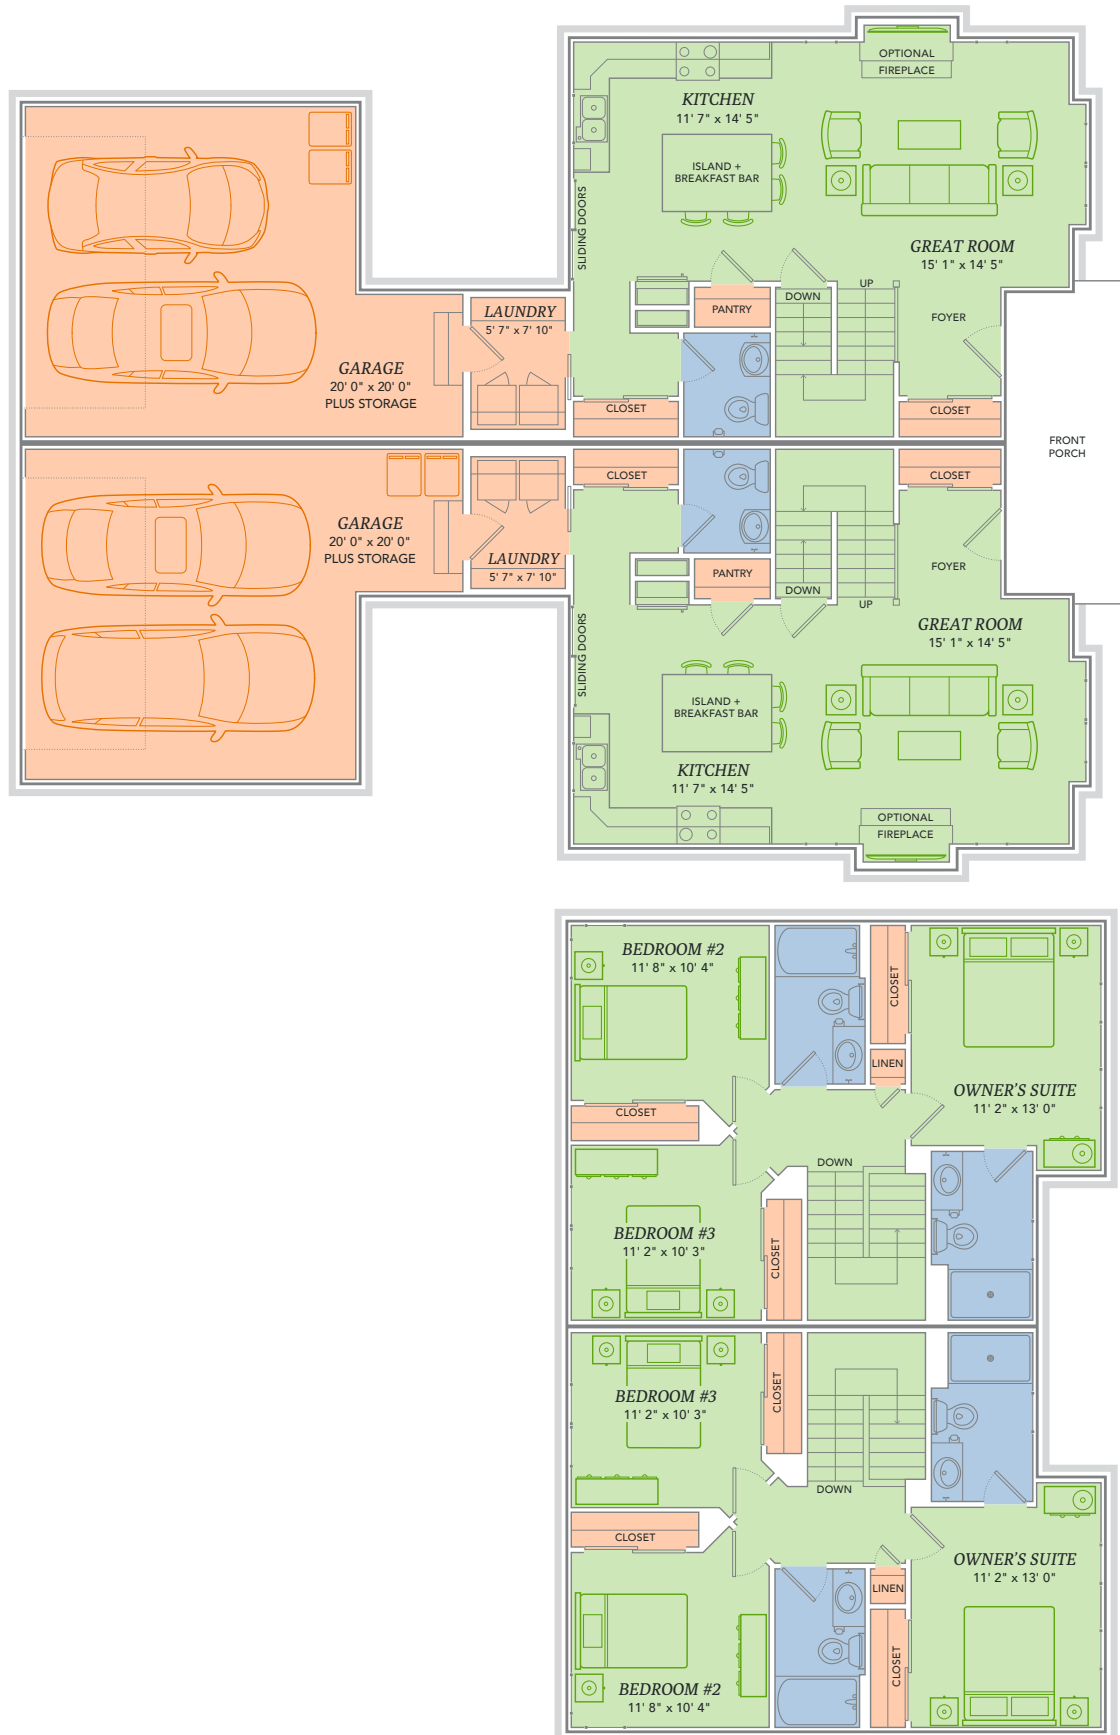 OPTIONAL
FIREPLACE
KITCHEN
11' 7" x 14' 5"
ISLAND +
BREAKFAST BAR
SLIDING DOORS
GREAT ROOM
15' 1" x 14' 5"
UP
DOWN
PANTRY
FOYER
LAUNDRY
5' 7" x 7' 10"
GARAGE
20' 0" x 20' 0"
PLUS STORAGE
CLOSET
CLOSET
FRONT
PORCH
CLOSET
CLOSET
GARAGE
20' 0" x 20' 0"
PLUS STORAGE
LAUNDRY
5' 7" x 7' 10"
PANTRY
FOYER
DOWN
UP
GREAT ROOM
15' 1" x 14' 5"
SLIDING DOORS
ISLAND +
BREAKFAST BAR
KITCHEN
11' 7" x 14' 5"
OPTIONAL
FIREPLACE
BEDROOM #2
11' 8" x 10' 4"
CLOSET
LINEN
OWNER'S SUITE
11' 2" x 13' 0"
CLOSET
DOWN
BEDROOM #3
11' 2" x 10' 3"
CLOSET
CLOSET
BEDROOM #3
11' 2" x 10' 3"
DOWN
CLOSET
OWNER'S SUITE
11' 2" x 13' 0"
LINEN
CLOSET
BEDROOM #2
11' 8" x 10' 4"